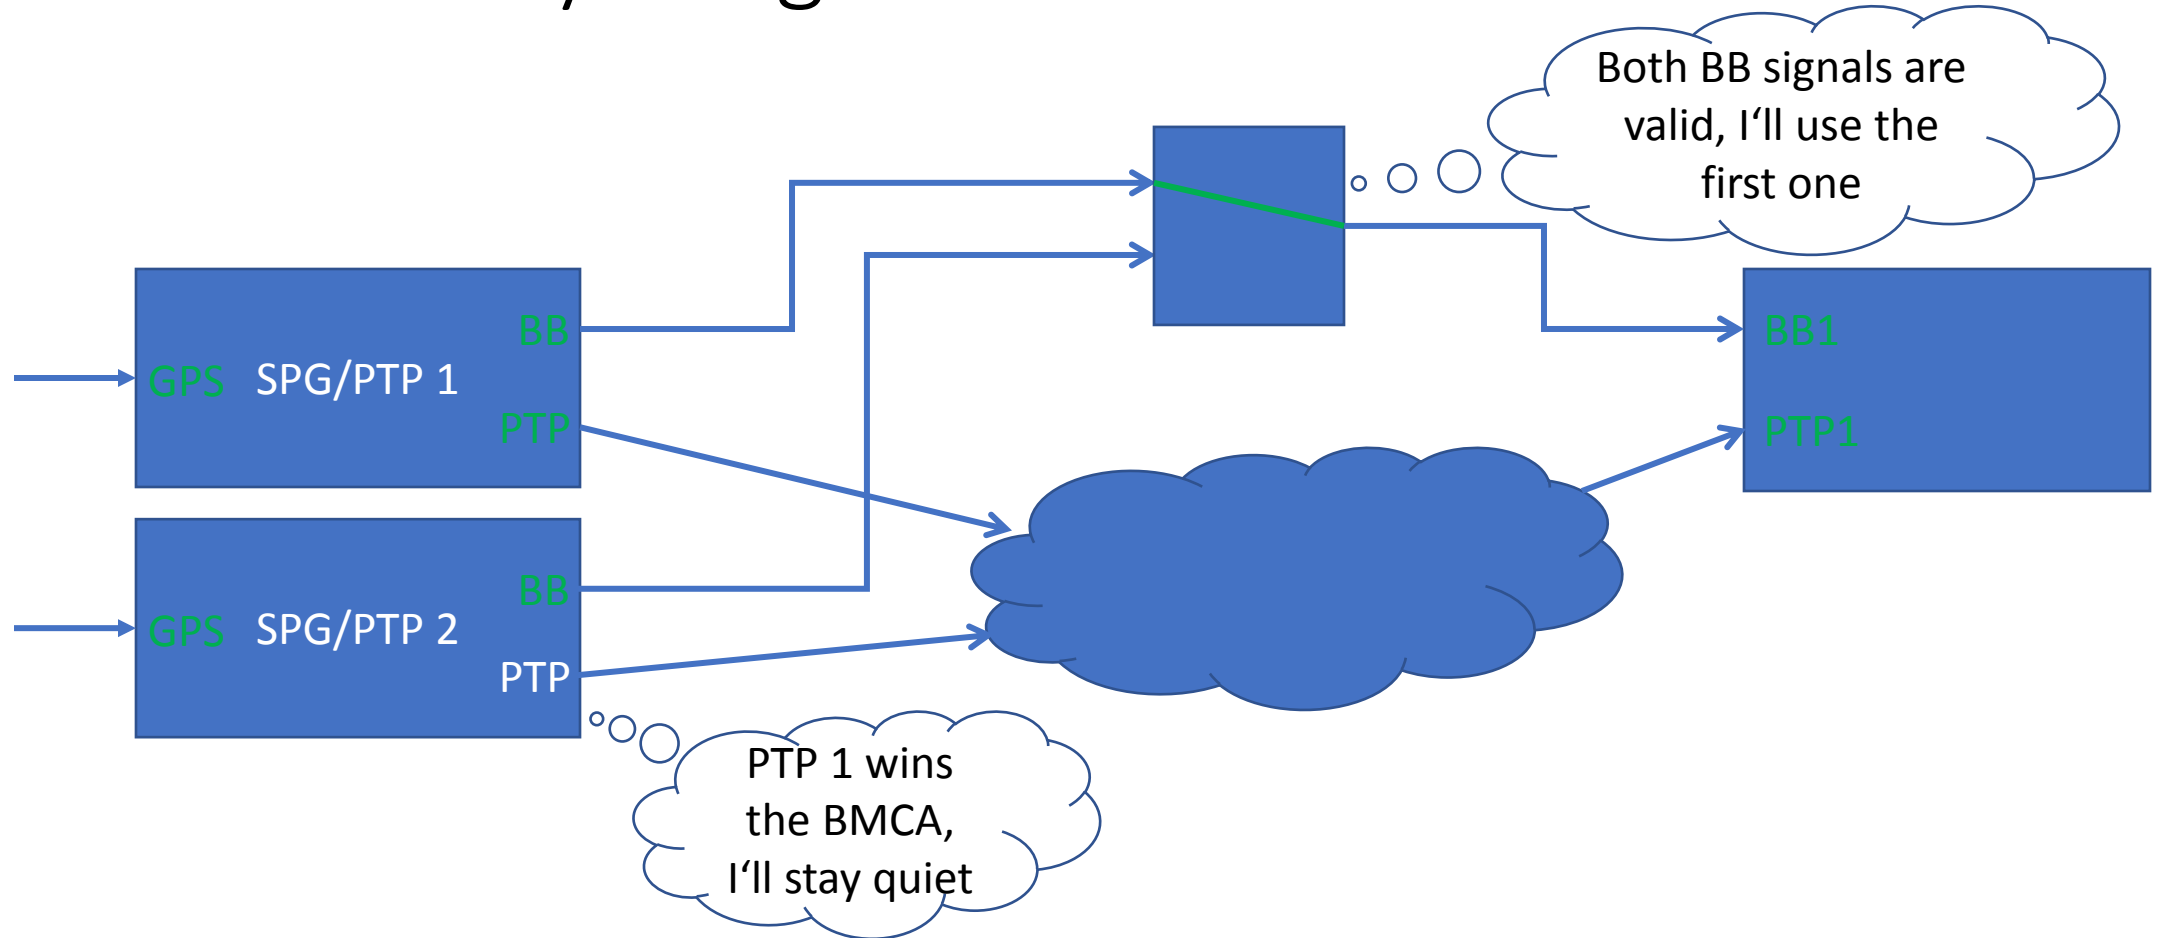 Both BB signals are
valid, I‘ll use the
first one
BB
GPS SPG/PTP 1
PTP
BB1
PTP1
BB
GPS SPG/PTP 2
PTP
PTP 1 wins
the BMCA,
I‘ll stay quiet